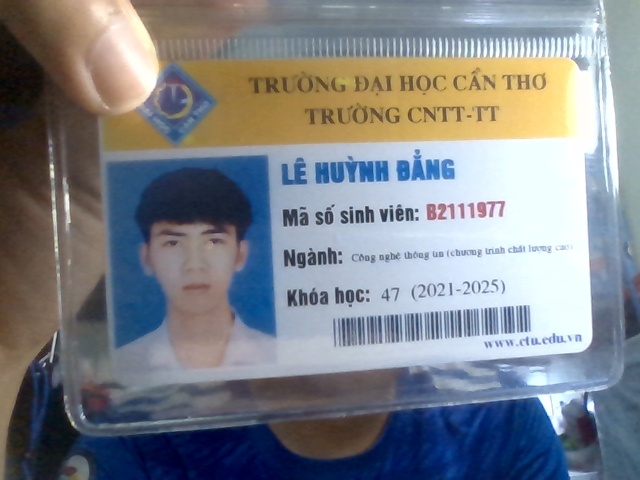 TRƯỜNG ĐẠI HỌC CẦN THƠ
TRƯỜNG CNTT-TT
LÊ HUỲNH ĐẲNG
Mã số sinh viên: B2111977
Ngành: Công nghệ thông tin (chương trình chất lượng cao)
Khóa học: 47 (2021-2025)
www.ctu.edu.vn